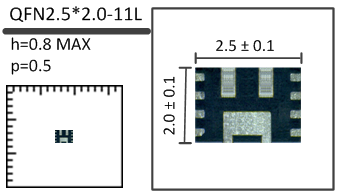 QFN2.5*2.0-11L
h=0.8 MAX
p=0.5
2.5 ± 0.1
2.0 ± 0.1